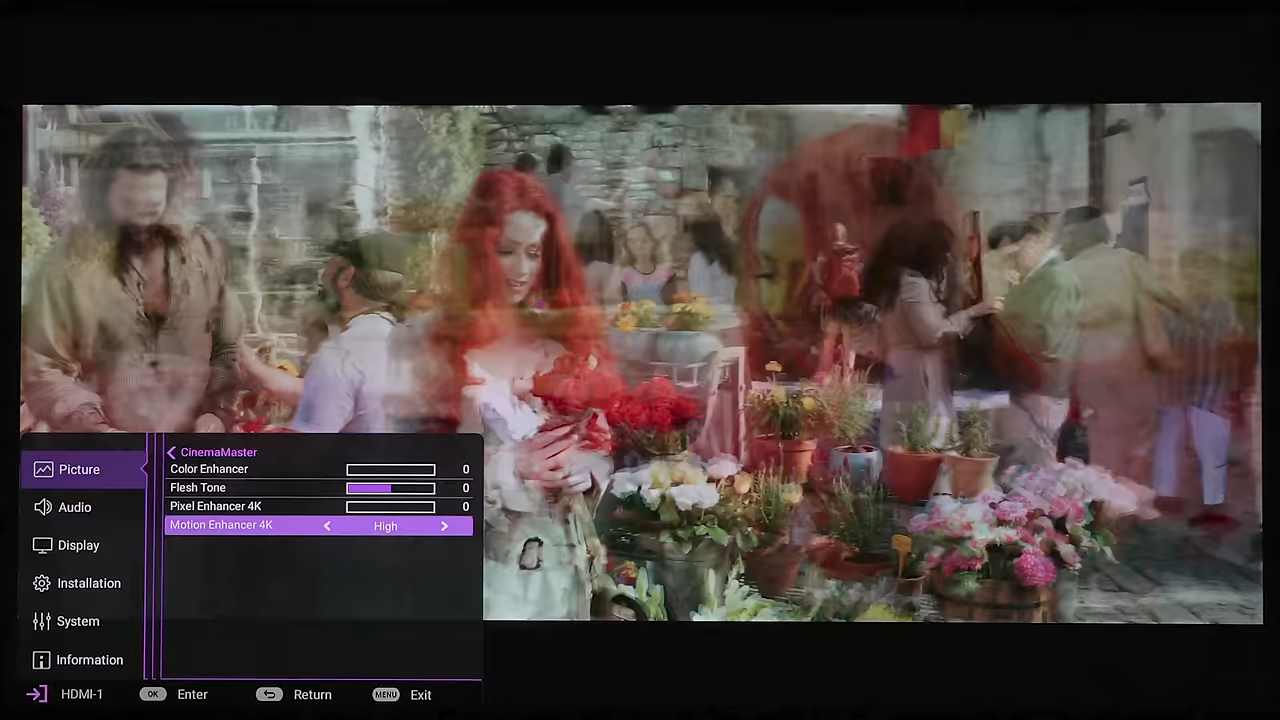 CinemaMaster
Picture
Color Enhancer 0
Flesh Tone 0
Pixel Enhancer 4K 0
Motion Enhancer 4K High
Audio
Display
Installation
System
Information
HDMI-1 OK Enter Return MENU Exit